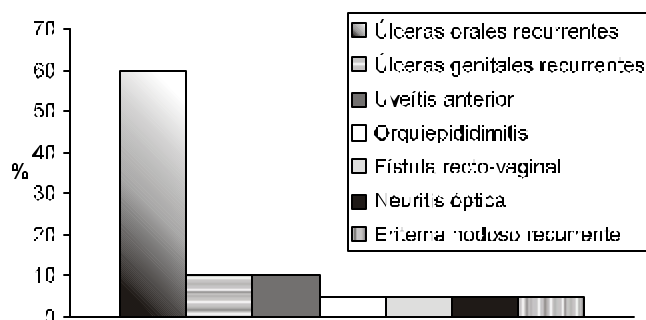 70
60
50
40
30
20
10
0
%
Úlceras orales recurrentes
Úlceras genitales recurrentes
Uveítis anterior
Orquiepididimitis
Fístula recto-vaginal
Neuritis óptica
Eritema nodoso recurrente